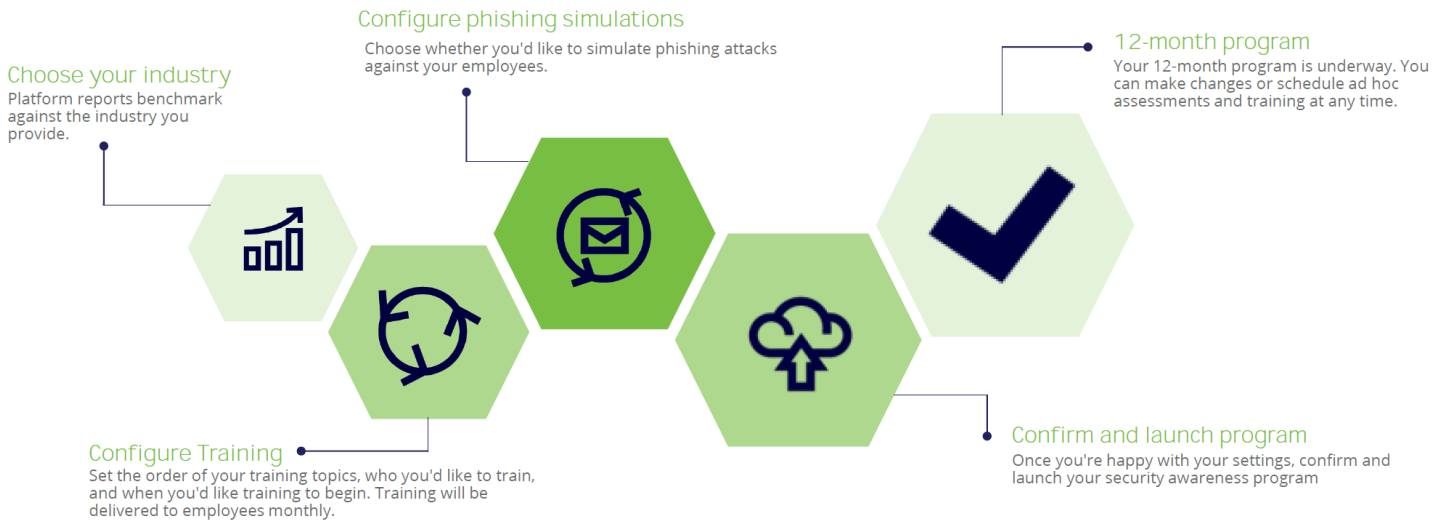 Choose your industry
Platform reports benchmark
against the industry you
provide.
Configure Training
Set the order of your training topics, who you'd like to train,
and when you'd like training to begin. Training will be
delivered to employees monthly.
Configure phishing simulations
Choose whether you'd like to simulate phishing attacks
against your employees.
Confirm and launch program
Once you're happy with your settings, confirm and
launch your security awareness program
12-month program
Your 12-month program is underway. You
can make changes or schedule ad hoc
assessments and training at any time.